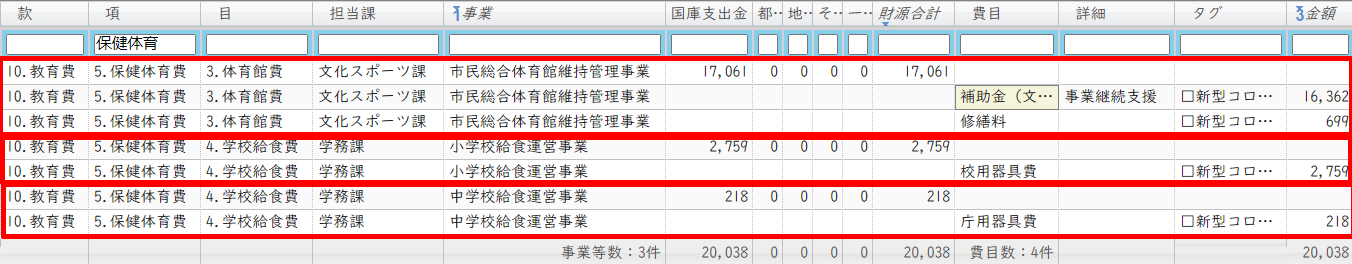 款 項 目 担当課 1事業 国庫支出金 都… 地… そ… 一… 財源合計 費目 詳細 タグ 3金額
保健体育
10.教育費 5.保健体育費 3.体育館費 文化スポーツ課 市民総合体育館維持管理事業 17,061 0 0 0 0 17,061
10.教育費 5.保健体育費 3.体育館費 文化スポーツ課 市民総合体育館維持管理事業 補助金（文… 事業継続支援 □新型コロ… 16,362
10.教育費 5.保健体育費 3.体育館費 文化スポーツ課 市民総合体育館維持管理事業 修繕料 □新型コロ… 699
10.教育費 5.保健体育費 4.学校給食費 学務課 小学校給食運営事業 2,759 0 0 0 0 2,759
10.教育費 5.保健体育費 4.学校給食費 学務課 小学校給食運営事業 校用器具費 □新型コロ… 2,759
10.教育費 5.保健体育費 4.学校給食費 学務課 中学校給食運営事業 218 0 0 0 0 218
10.教育費 5.保健体育費 4.学校給食費 学務課 中学校給食運営事業 庁用器具費 □新型コロ… 218
事業等数：3件 20,038 0 0 0 0 20,038 費目数：4件 20,038